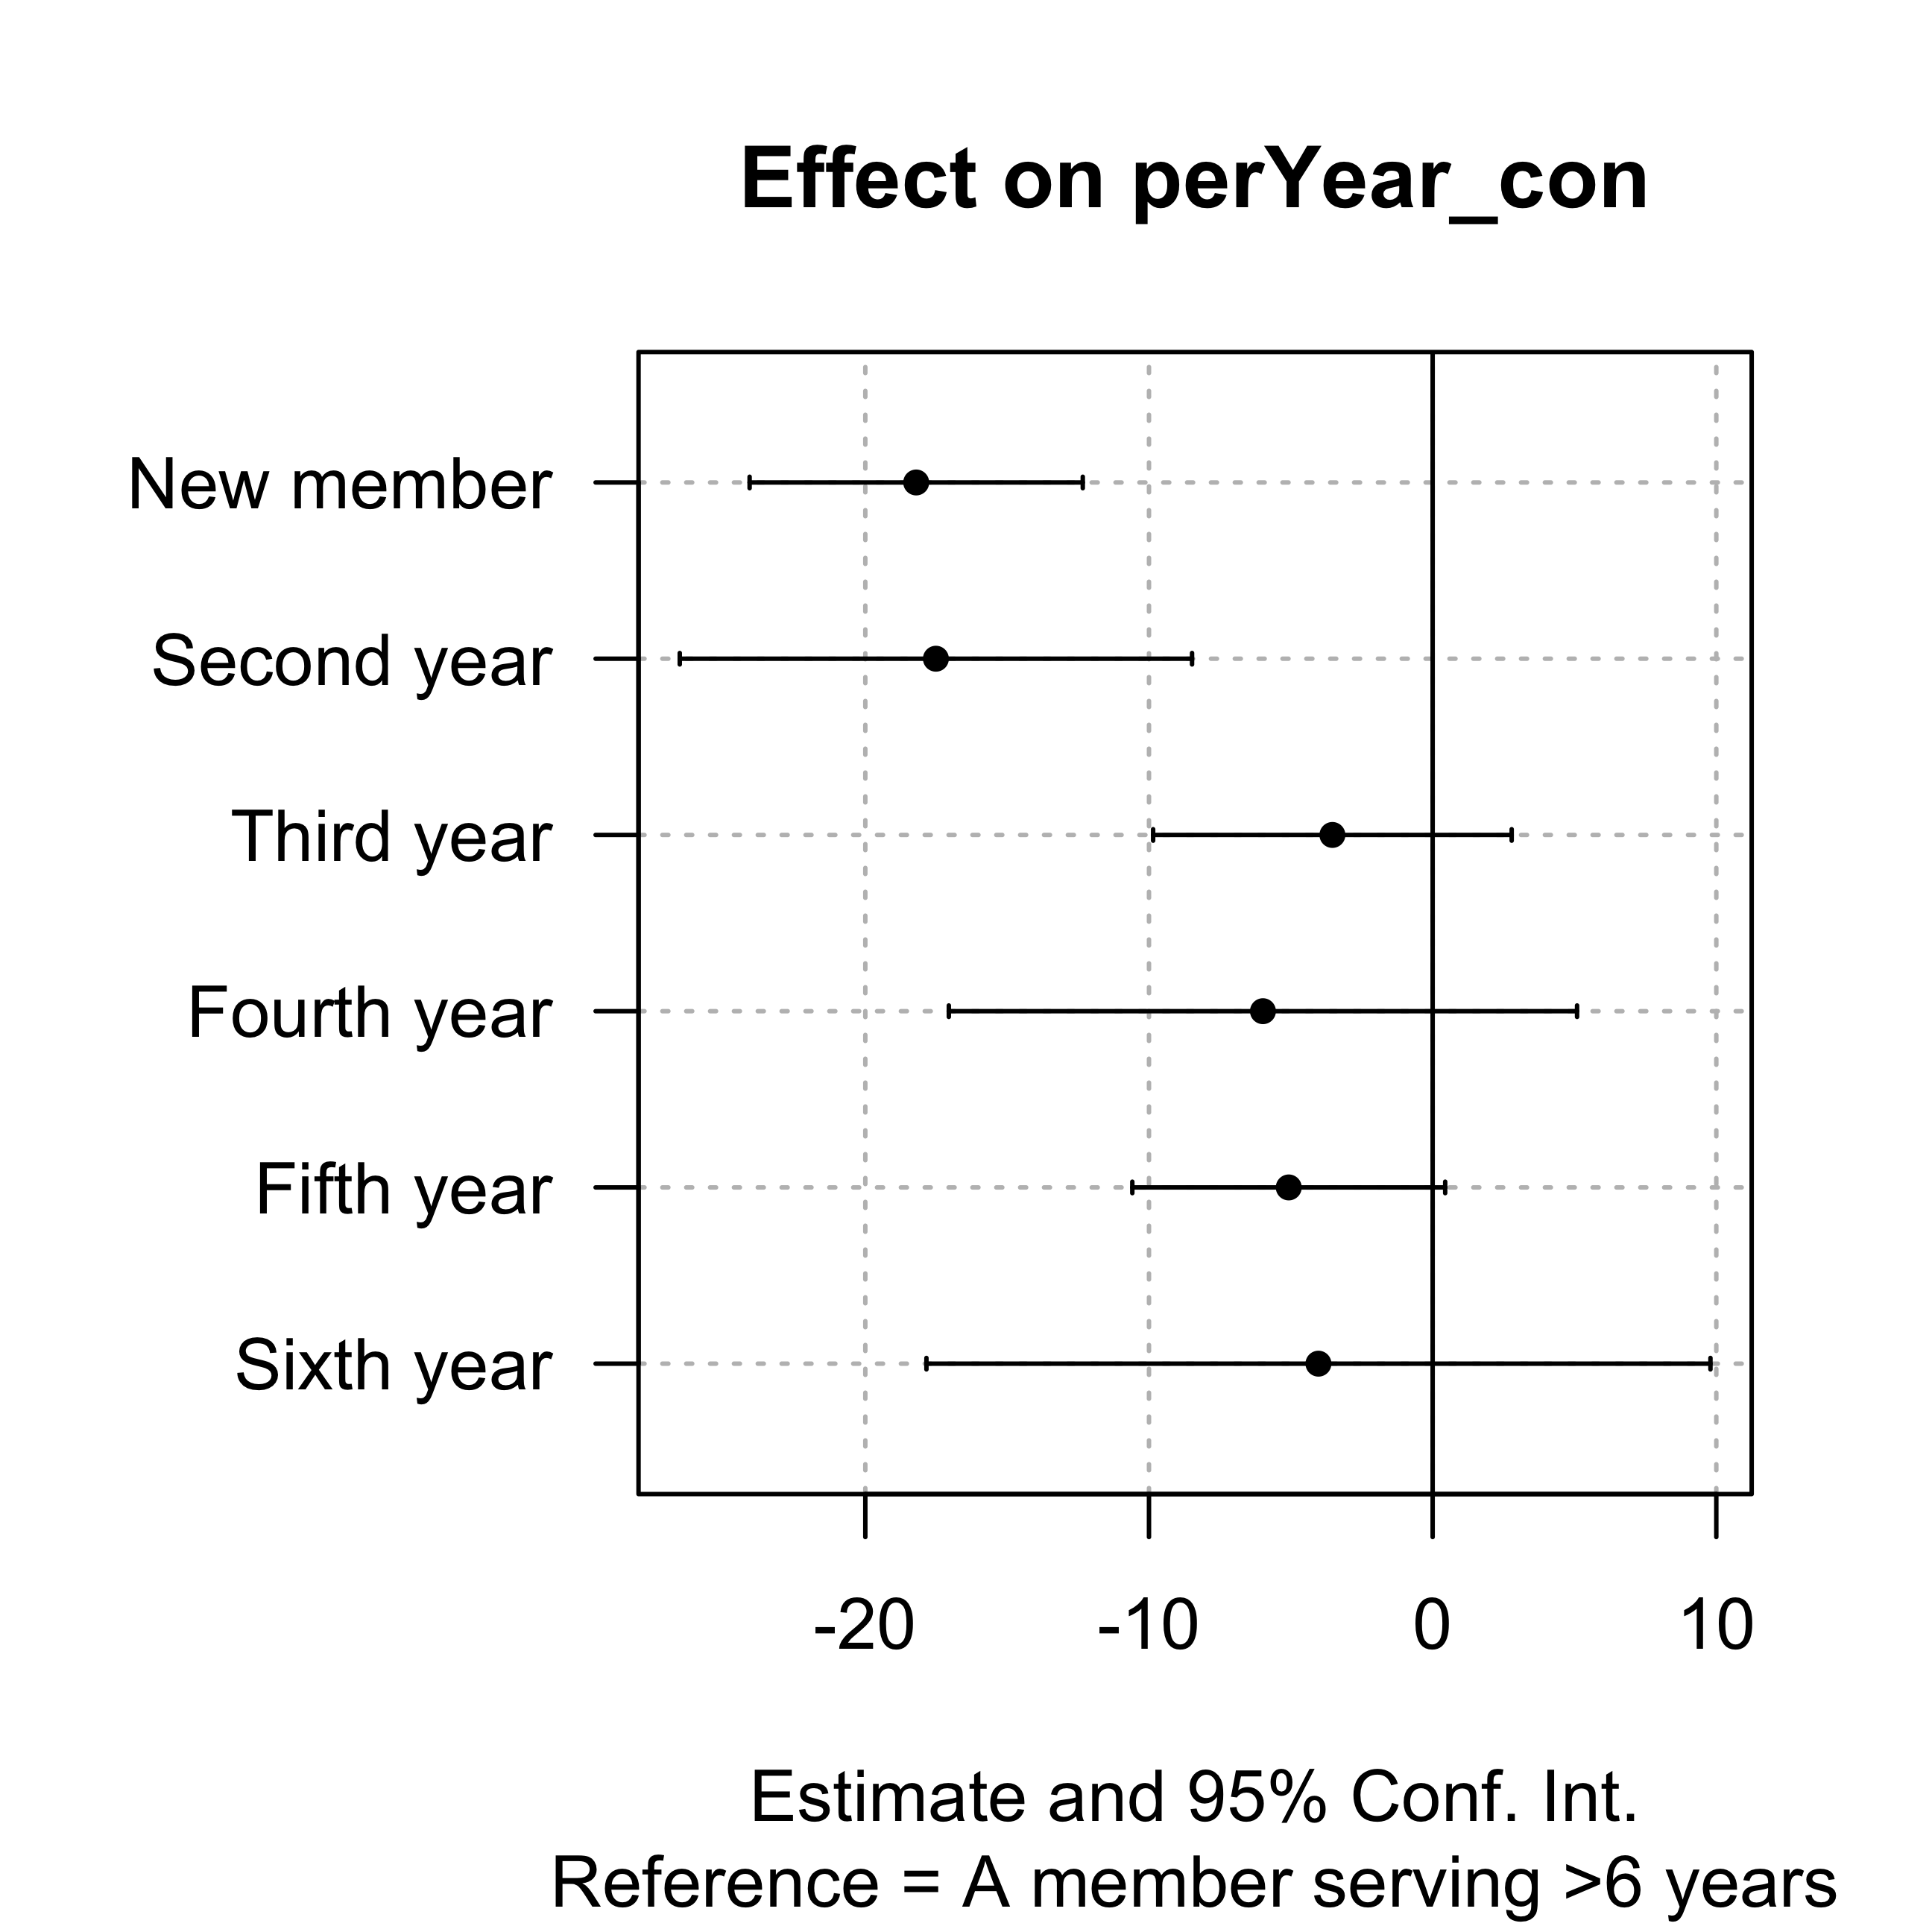 Effect on perYear_con
New member
Second year
Third year
Fourth year
Fifth year
Sixth year
-20 -10 0 10
Estimate and 95% Conf. Int.
Reference = A member serving >6 years